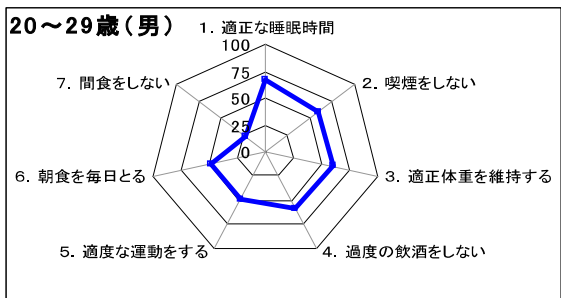 20～29歳(男)
1. 適正な睡眠時間
100
75
50
25
0
2. 喫煙をしない
3. 適正体重を維持する
4. 過度の飲酒をしない
5. 適度な運動をする
6. 朝食を毎日とる
7. 間食をしない